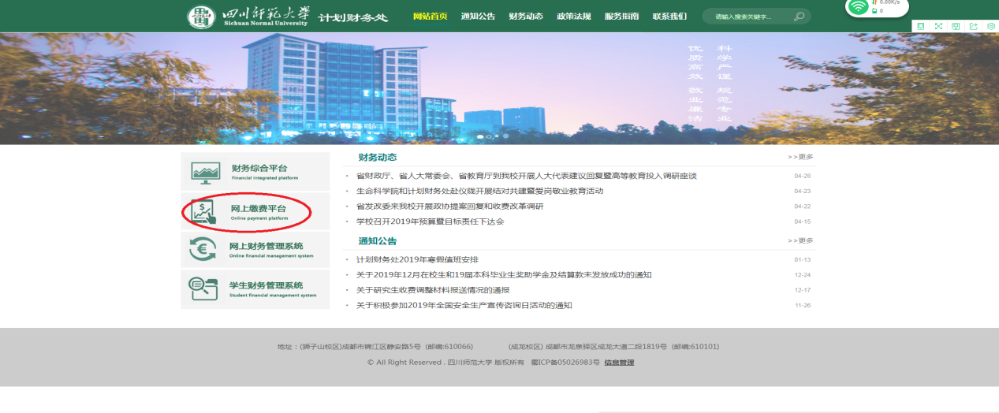 四川师范大学
Sichuan Normal University
计划财务处
网站首页 通知公告 财务动态 政策法规 服务指南 联系我们
请输入搜索关键字...
0.00K/s
0
科学严谨 规范专业
优质高效 敬业廉洁
财务综合平台
Financial integrated platform
网上缴费平台
Online payment platform
网上财务管理系统
Online financial management system
学生财务管理系统
Student financial management system
财务动态 >>更多
省财政厅、省人大常委会、省教育厅到我校开展人大代表建议回复暨高等教育投入调研座谈 04-28
生命科学院和计划财务处赴仪陇开展结对共建暨爱岗敬业教育活动 04-23
省发改委来我校开展政协提案回复和收费改革调研 04-22
学校召开2019年预算暨目标责任下达会 04-15
通知公告 >>更多
计划财务处2019年寒假值班安排 01-13
关于2019年12月在校生和19届本科毕业生奖助学金及结算款未发放成功的通知 12-24
关于研究生收费调整材料报送情况的通报 12-17
关于积极参加2019年全国安全生产宣传咨询日活动的通知 11-26
地址：(狮子山校区)成都市锦江区静安路5号 (邮编:610066) (成龙校区) 成都市龙泉驿区成龙大道二段1819号 (邮编:610101)
© All Right Reserved . 四川师范大学 版权所有 蜀ICP备05026983号 信息管理